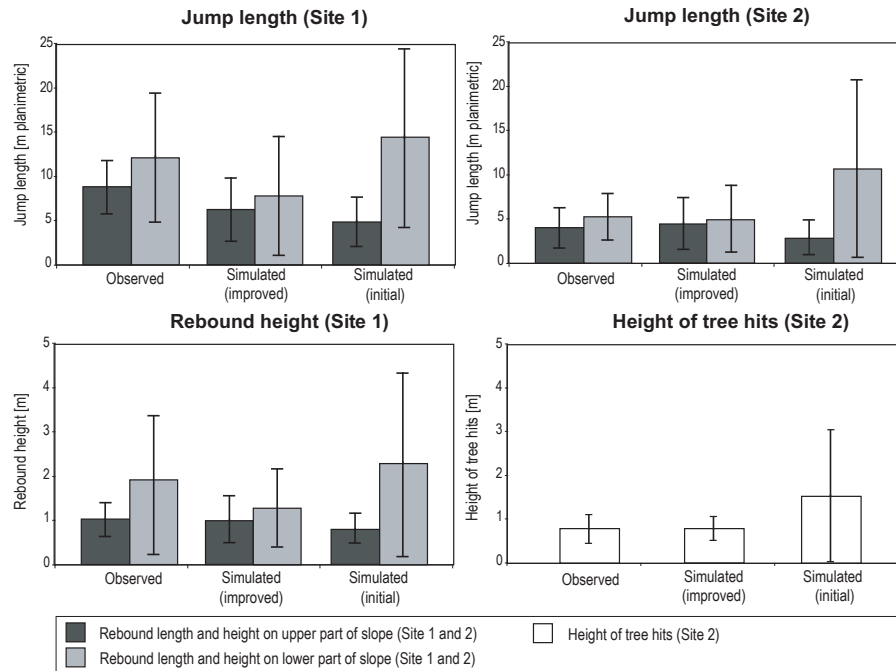 Jump length (Site 1)
Jump length [m planimetric]
25
20
15
10
5
0
Observed
Simulated
(improved)
Simulated
(initial)
Jump length (Site 2)
Jump length [m planimetric
25
20
15
10
5
0
Observed
Simulated
(improved)
Simulated
(initial)
Rebound height (Site 1)
Rebound height [m]
5
4
3
2
1
0
Observed
Simulated
(improved)
Simulated
(initial)
Height of tree hits (Site 2)
Height of tree hits [m]
5
4
3
2
1
0
Observed
Simulated
(improved)
Simulated
(initial)
Rebound length and height on upper part of slope (Site 1 and 2)
Rebound length and height on lower part of slope (Site 1 and 2)
Height of tree hits (Site 2)